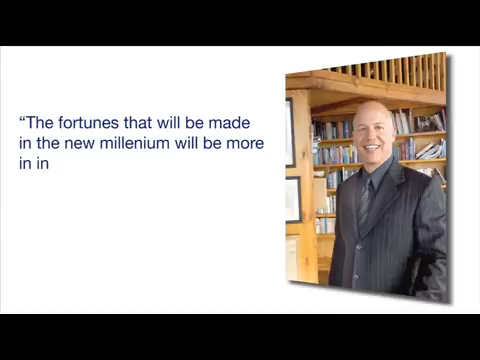 “The fortunes that will be made
in the new millenium will be more
in in